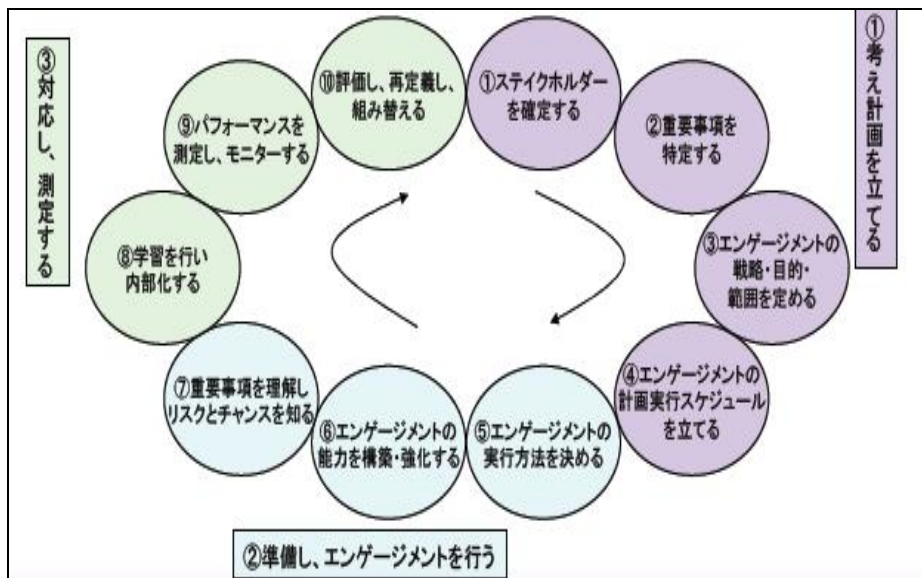 ①考え計画を立てる
①ステイクホルダー
を確定する
②重要事項を
特定する
③エンゲージメントの
戦略・目的・
範囲を定める
④エンゲージメントの
計画実行スケジュール
を立てる
⑤エンゲージメントの
実行方法を決める
⑥エンゲージメントの
能力を構築・強化する
⑦重要事項を理解し
リスクとチャンスを知る
②準備し、エンゲージメントを行う
⑧学習を行い
内部化する
⑨パフォーマンスを
測定し、モニターする
⑩評価し、再定義し、
組み替える
③対応し、測定する